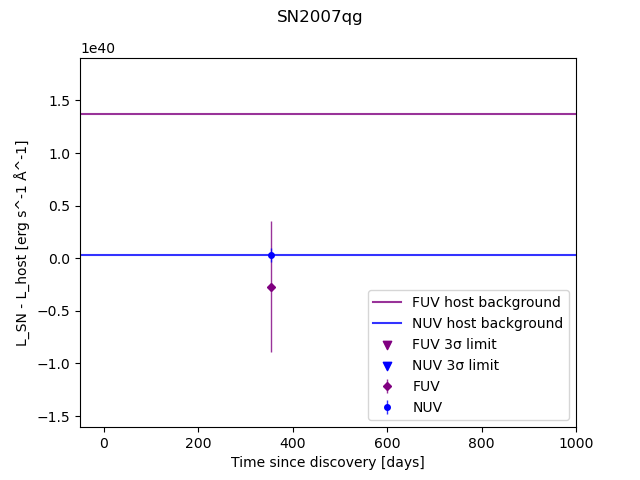 SN2007qg
1e40
1.5
1.0
0.5
0.0
−0.5
−1.0
−1.5
L_SN - L_host [erg s^-1 Å^-1]
0
200
400
600
800
1000
Time since discovery [days]
FUV host background
NUV host background
FUV 3σ limit
NUV 3σ limit
FUV
NUV